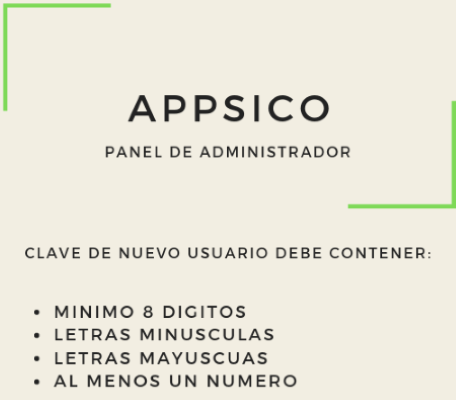 APPSICO
PANEL DE ADMINISTRADOR
CLAVE DE NUEVO USUARIO DEBE CONTENER:
• MINIMO 8 DIGITOS
• LETRAS MINUSCULAS
• LETRAS MAYUSCUAS
• AL MENOS UN NUMERO